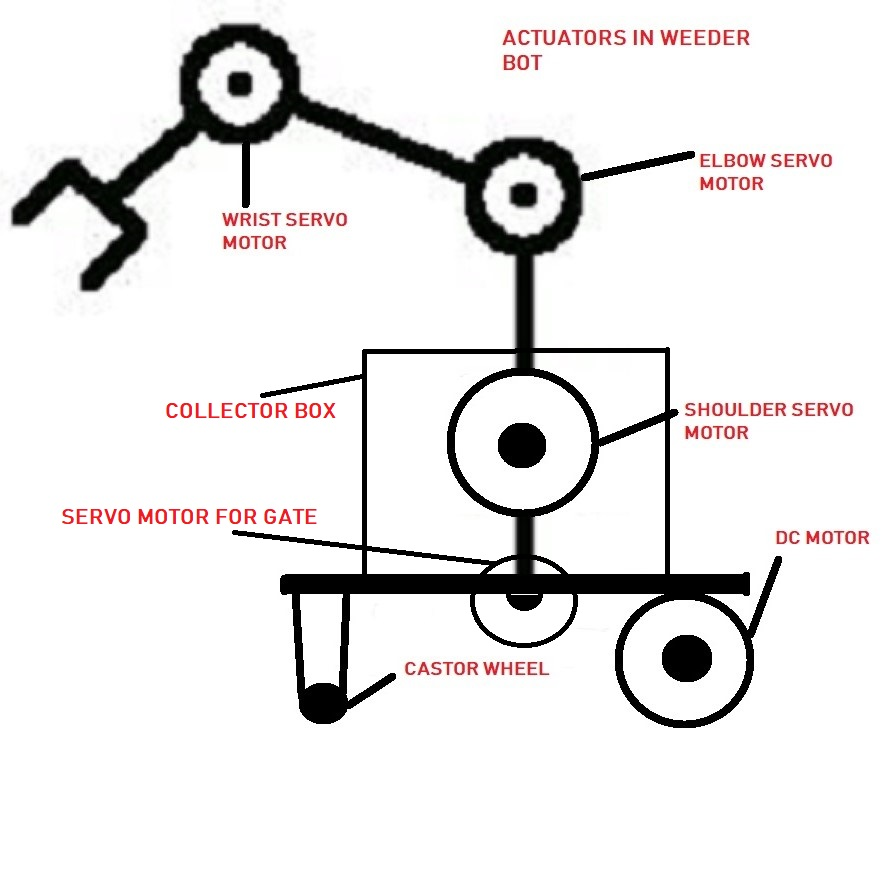 ACTUATORS IN WEEDER
BOT
ELBOW SERVO
MOTOR
WRIST SERVO
MOTOR
COLLECTOR BOX
SHOULDER SERVO
MOTOR
SERVO MOTOR FOR GATE
DC MOTOR
CASTOR WHEEL